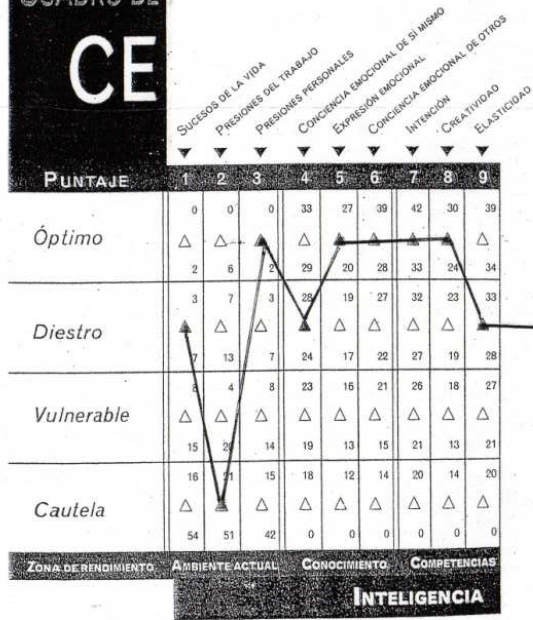 CUADRO DE
CE
SUCESOS DE LA VIDA
PRESIONES DEL TRABAJO
PRESIONES PERSONALES
CONCIENCIA EMOCIONAL DE SÍ MISMO
EXPRESIÓN EMOCIONAL
CONCIENCIA EMOCIONAL DE OTROS
INTENCIÓN
CREATIVIDAD
ELASTICIDAD
PUNTAJE 1 2 3 4 5 6 7 8 9
0 0 0 33 27 39 42 30 39
Óptimo
2 6 2 29 20 28 33 24 34
3 7 3 28 19 27 32 23 33
Diestro
7 13 7 24 17 22 27 19 28
8 4 8 23 16 21 26 18 27
Vulnerable
15 20 14 19 13 15 21 13 21
16 21 15 18 12 14 20 14 20
Cautela
54 51 42 0 0 0 0 0 0
ZONA DE RENDIMIENTO AMBIENTE ACTUAL CONOCIMIENTO COMPETENCIAS
INTELIGENCIA